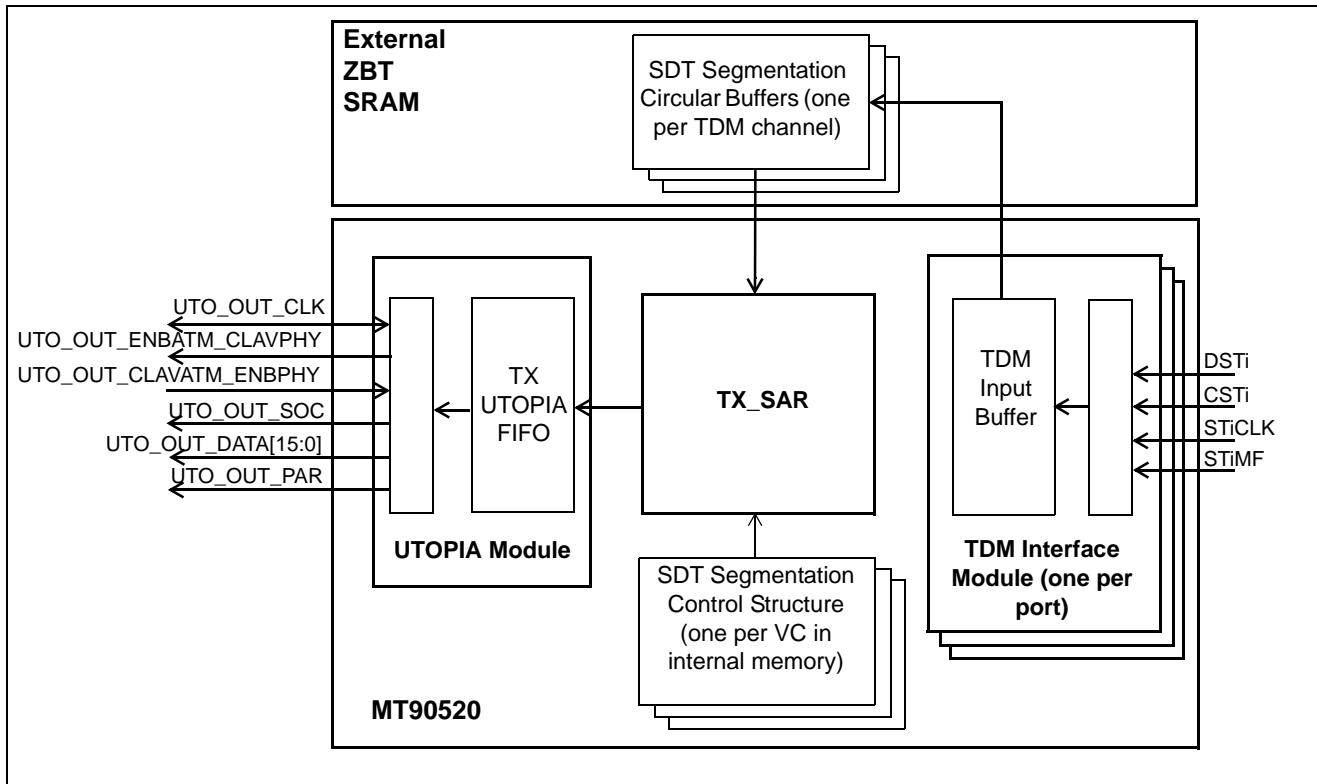 External
ZBT
SRAM
SDT Segmentation
Circular Buffers (one
per TDM channel)
UTO_OUT_CLK
UTO_OUT_ENBATM_CLAVPHY
UTO_OUT_CLAVATM_ENBPHY
UTO_OUT_SOC
UTO_OUT_DATA[15:0]
UTO_OUT_PAR
TX
UTOPIA
FIFO
UTOPIA Module
TX_SAR
TDM
Input
Buffer
DSTi
CSTi
STiCLK
STiMF
TDM Interface
Module (one per
port)
SDT Segmentation
Control Structure
(one per VC in
internal memory)
MT90520